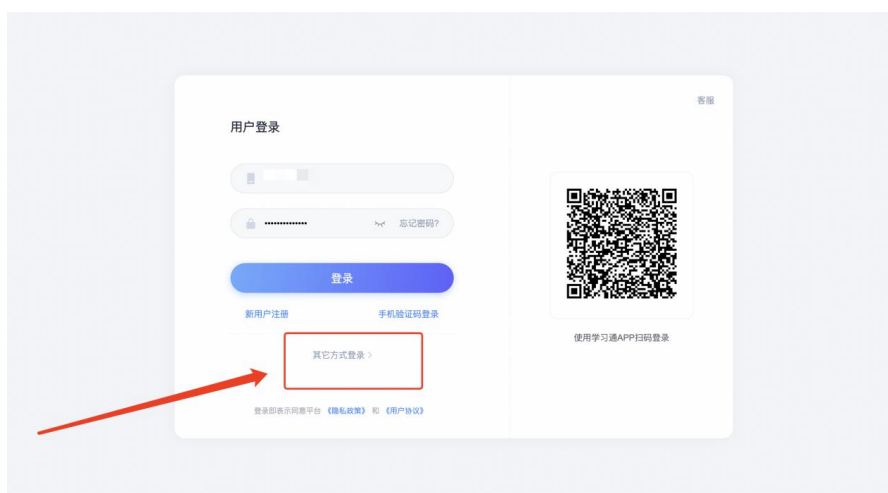 客服
用户登录
忘记密码?
登录
新用户注册
手机验证码登录
其它方式登录 >
登录即表示同意平台 《隐私政策》 和 《用户协议》
使用学习通APP扫码登录